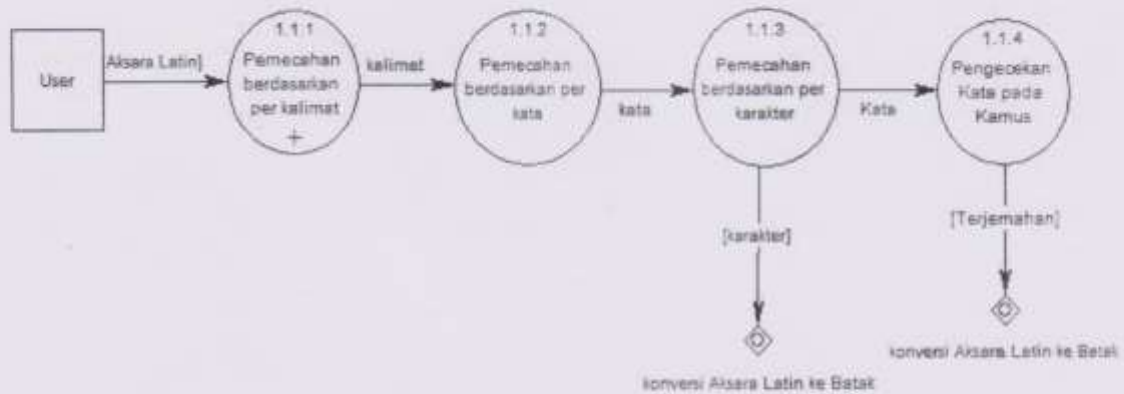 User
Aksara Latin]
1.1.1
Pemecahan
berdasarkan
per kalimat
+
kalimat
1.1.2
Pemecahan
berdasarkan per
kata
kata
1.1.3
Pemecahan
berdasarkan per
karakter
Kata
1.1.4
Pengecekan
Kata pada
Kamus
[karakter]
[Terjemahan]
konversi Aksara Latin ke Batak
konversi Aksara Latin ke Batak